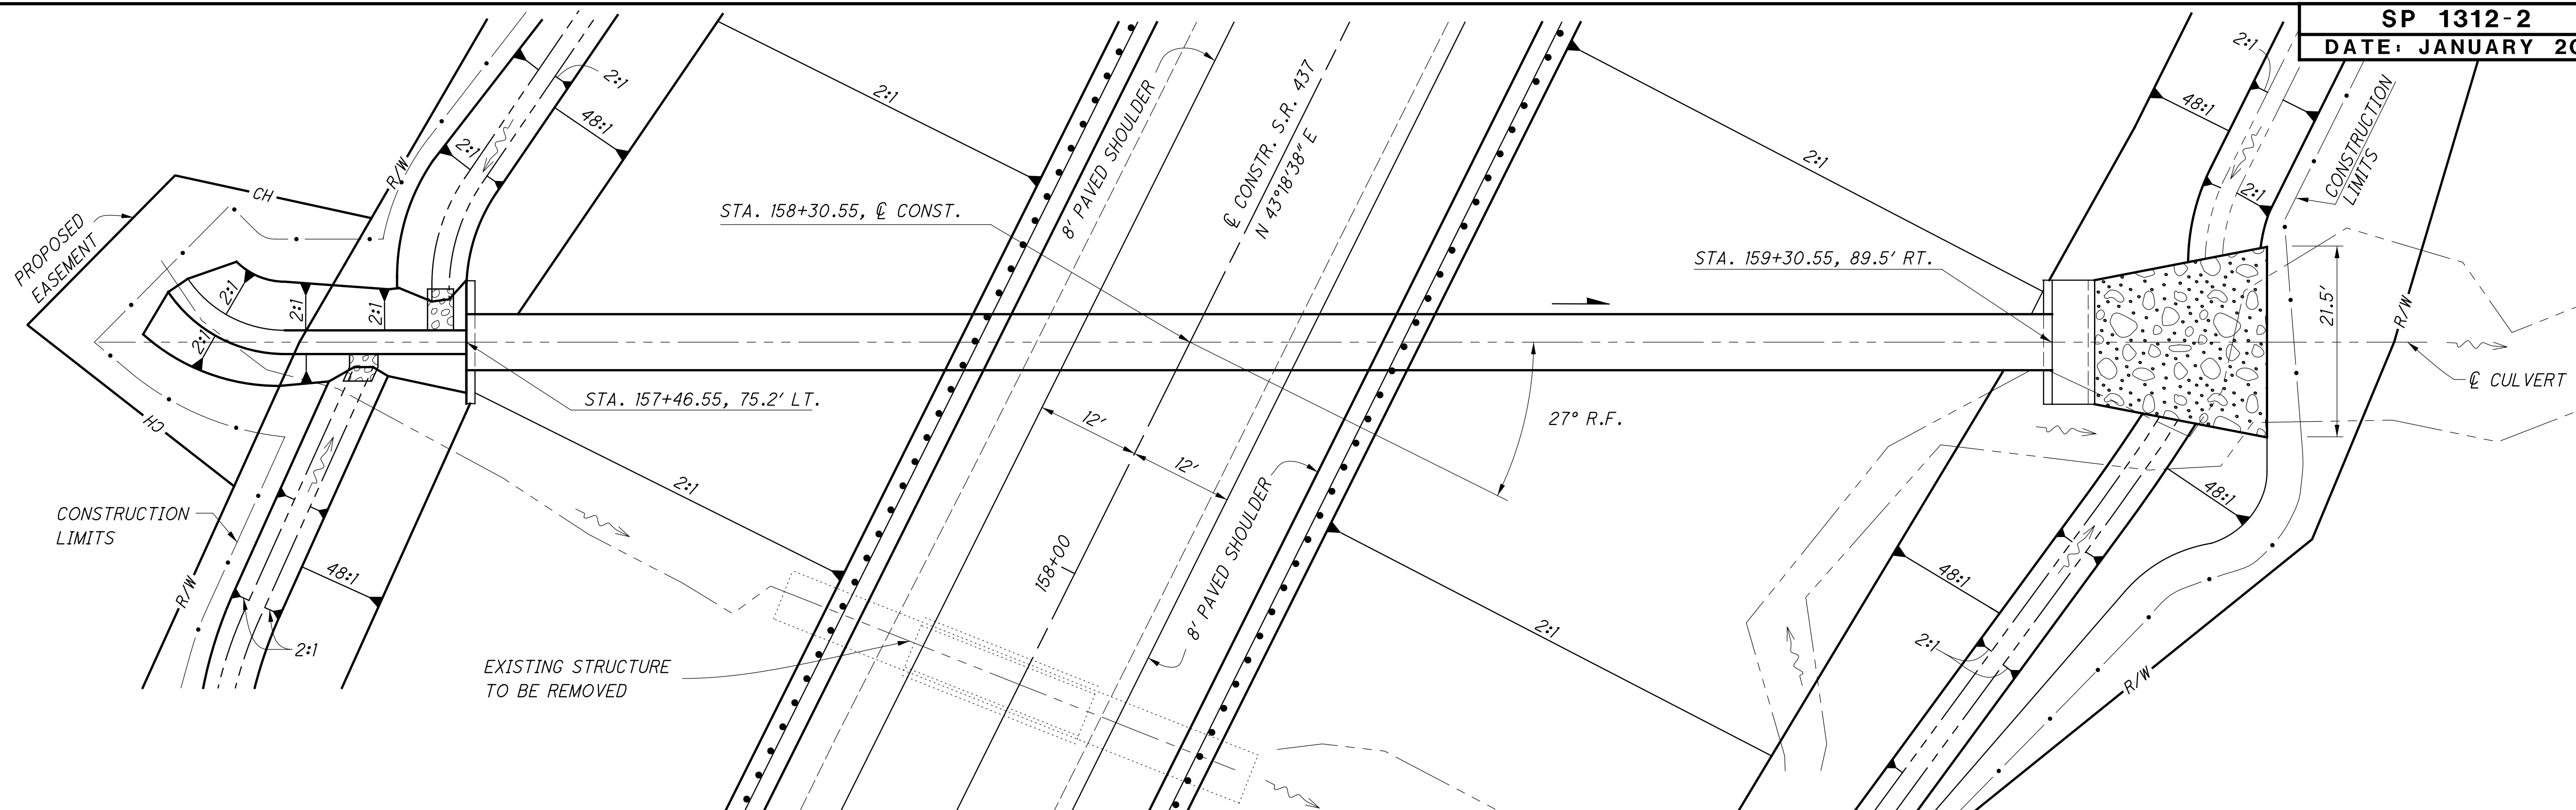 SP 1312-2
DATE: JANUARY 20
2:1
48:1
2:1
2:1
8' PAVED SHOULDER
℄ CONSTR. S.R. 437
N 43°18'38" E
2:1
48:1
2:1
2:1
CONSTRUCTION
LIMITS
R/W
CH
PROPOSED
EASEMENT
STA. 158+30.55, ℄ CONST.
STA. 159+30.55, 89.5' RT.
2:1
2:1
2:1
2:1
21.5'
R/W
℄ CULVERT
STA. 157+46.55, 75.2' LT.
12'
12'
27° R.F.
CH
2:1
48:1
CONSTRUCTION
LIMITS
R/W
48:1
2:1
158+00
8' PAVED SHOULDER
2:1
48:1
2:1
R/W
EXISTING STRUCTURE
TO BE REMOVED